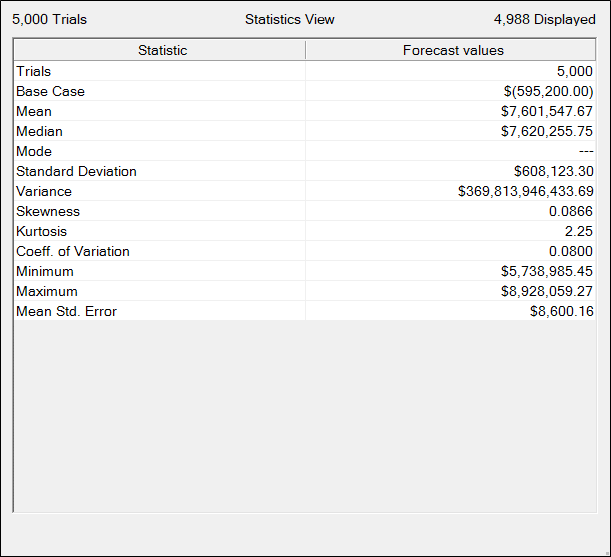 5,000 Trials Statistics View 4,988 Displayed
Statistic Forecast values
Trials 5,000
Base Case $(595,200.00)
Mean $7,601,547.67
Median $7,620,255.75
Mode ---
Standard Deviation $608,123.30
Variance $369,813,946,433.69
Skewness 0.0866
Kurtosis 2.25
Coeff. of Variation 0.0800
Minimum $5,738,985.45
Maximum $8,928,059.27
Mean Std. Error $8,600.16